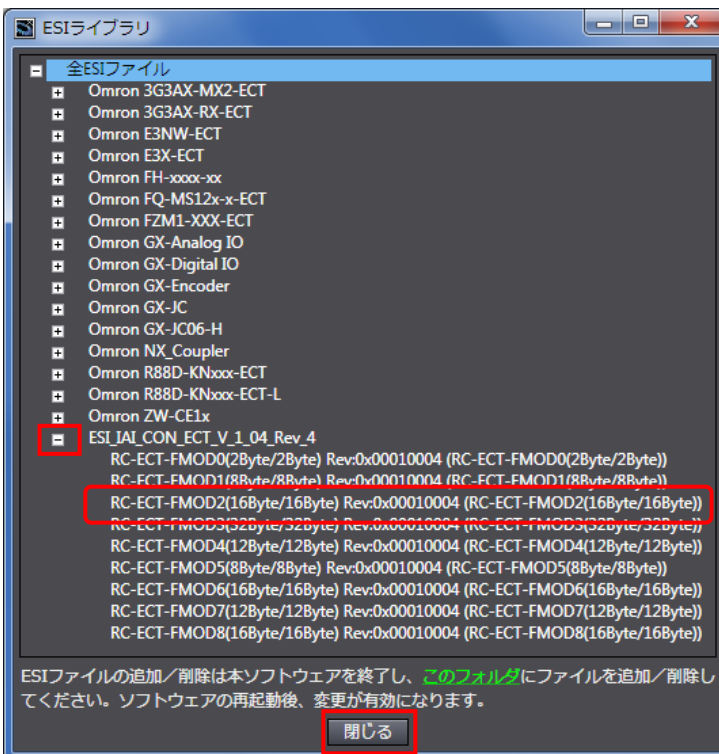 ESIライブラリ
全ESIファイル
Omron 3G3AX-MX2-ECT
Omron 3G3AX-RX-ECT
Omron E3NW-ECT
Omron E3X-ECT
Omron FH-xxxx-xx
Omron FQ-MS12x-x-ECT
Omron FZM1-XXX-ECT
Omron GX-Analog IO
Omron GX-Digital IO
Omron GX-Encoder
Omron GX-JC
Omron GX-JC06-H
Omron NX_Coupler
Omron R88D-KNxxx-ECT
Omron R88D-KNxxx-ECT-L
Omron ZW-CE1x
ESI_IAI_CON_ECT_V_1_04_Rev_4
RC-ECT-FMOD0(2Byte/2Byte) Rev:0x00010004 (RC-ECT-FMOD0(2Byte/2Byte))
RC-ECT-FMOD1(8Byte/8Byte) Rev:0x00010004 (RC-ECT-FMOD1(8Byte/8Byte))
RC-ECT-FMOD2(16Byte/16Byte) Rev:0x00010004 (RC-ECT-FMOD2(16Byte/16Byte))
RC-ECT-FMOD3(32Byte/32Byte) Rev:0x00010004 (RC-ECT-FMOD3(32Byte/32Byte))
RC-ECT-FMOD4(12Byte/12Byte) Rev:0x00010004 (RC-ECT-FMOD4(12Byte/12Byte))
RC-ECT-FMOD5(8Byte/8Byte) Rev:0x00010004 (RC-ECT-FMOD5(8Byte/8Byte))
RC-ECT-FMOD6(16Byte/16Byte) Rev:0x00010004 (RC-ECT-FMOD6(16Byte/16Byte))
RC-ECT-FMOD7(12Byte/12Byte) Rev:0x00010004 (RC-ECT-FMOD7(12Byte/12Byte))
RC-ECT-FMOD8(16Byte/16Byte) Rev:0x00010004 (RC-ECT-FMOD8(16Byte/16Byte))
ESIファイルの追加／削除は本ソフトウェアを終了し、このフォルダにファイルを追加／削除し
てください。ソフトウェアの再起動後、変更が有効になります。
閉じる